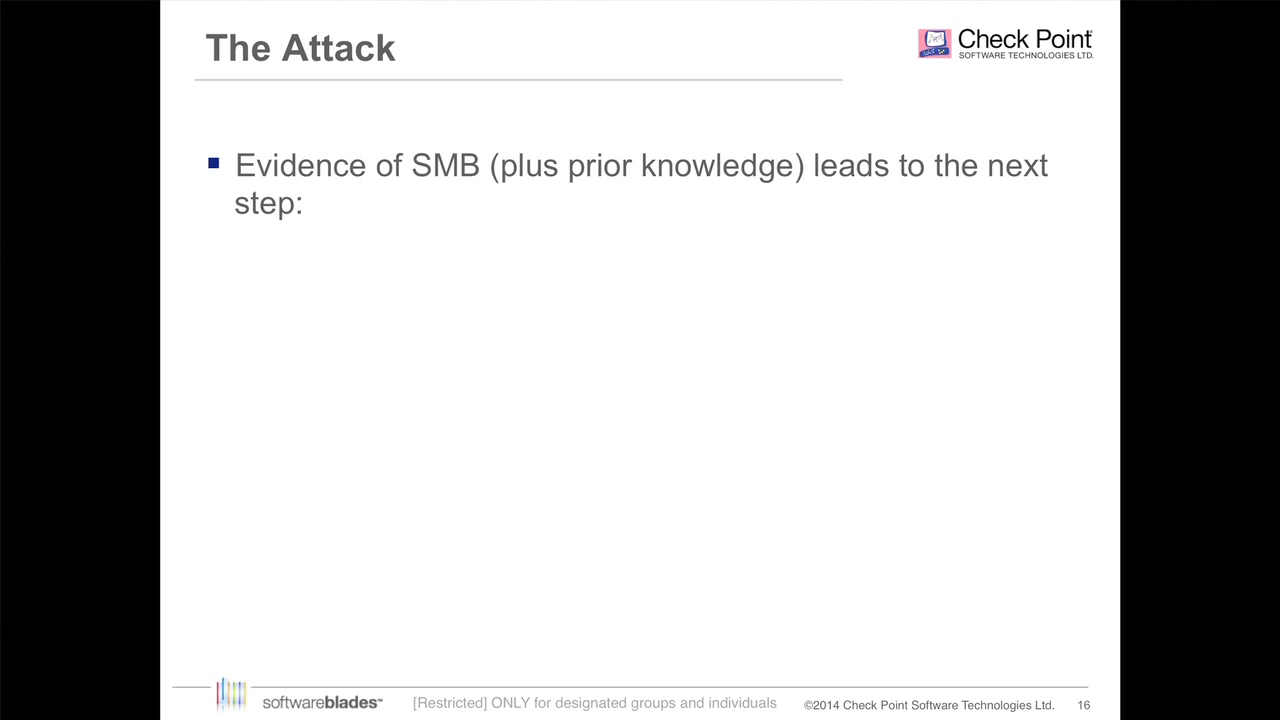 The Attack
Check Point
SOFTWARE TECHNOLOGIES LTD.
▪ Evidence of SMB (plus prior knowledge) leads to the next
step:
softwareblades™
[Restricted] ONLY for designated groups and individuals
©2014 Check Point Software Technologies Ltd.
16